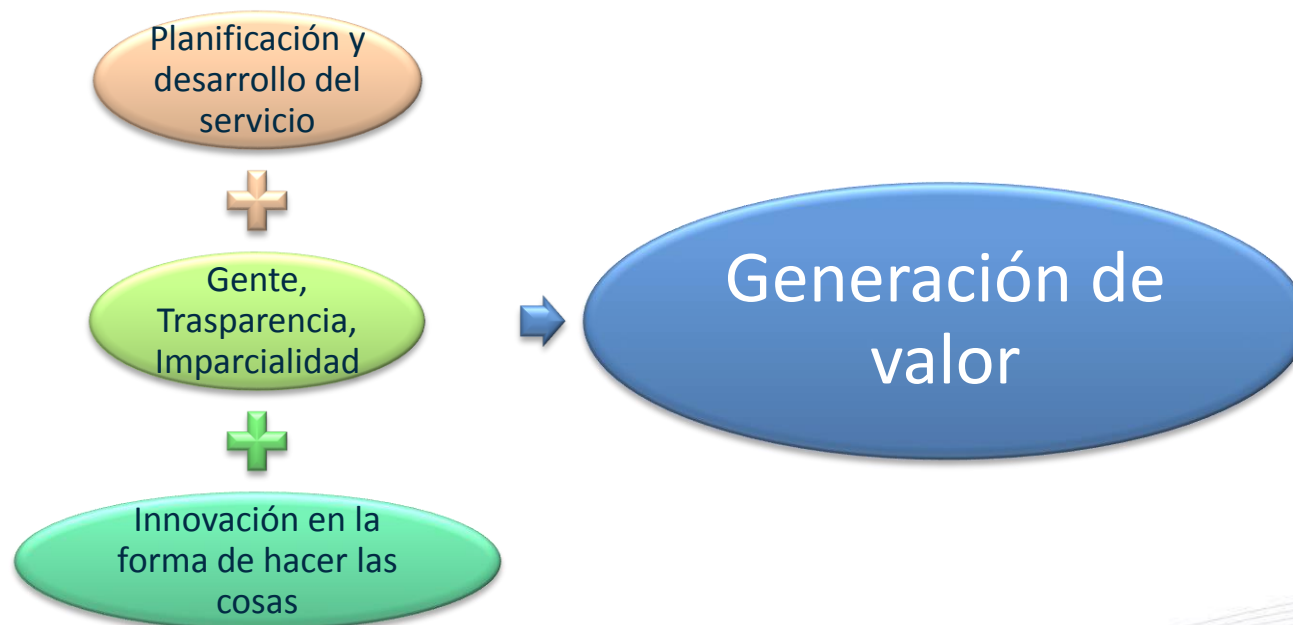 Planificación y
desarrollo del
servicio
Gente,
Trasparencia,
Imparcialidad
Innovación en la
forma de hacer las
cosas
Generación de
valor